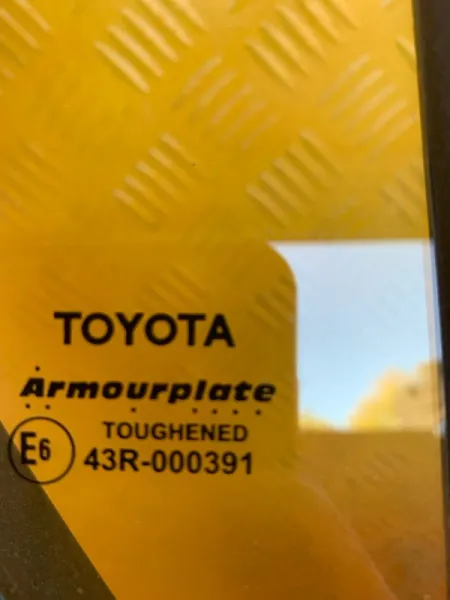 TOYOTA
Armourplate
TOUGHENED
E6 43R-000391